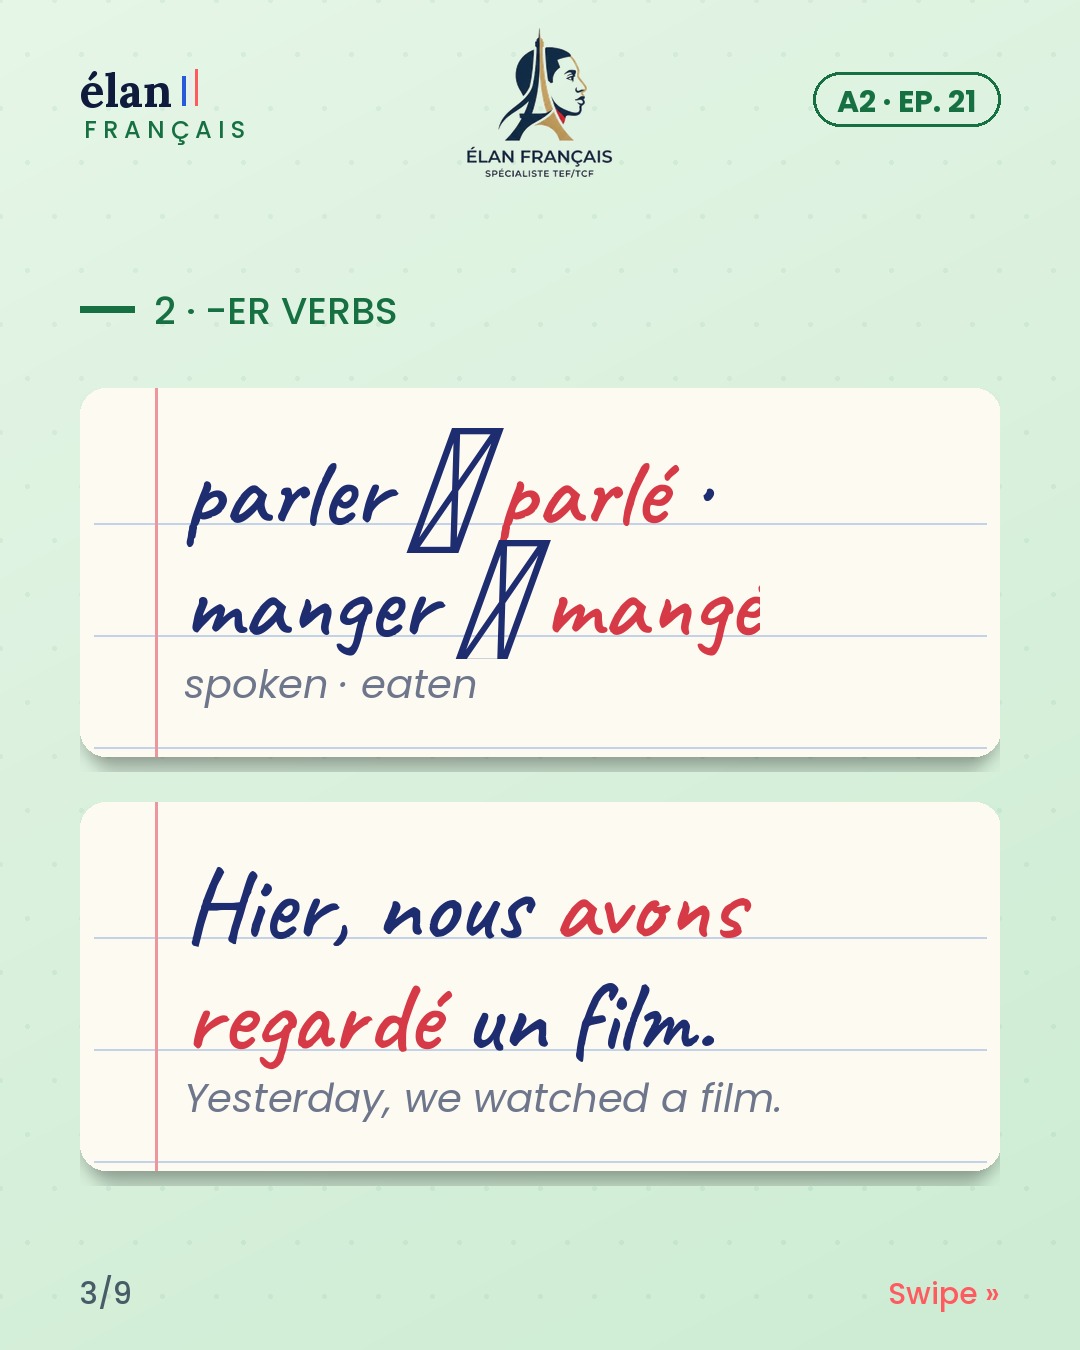 élan
FRANÇAIS
ÉLAN FRANÇAIS
SPÉCIALISTE TEF/TCF
A2 · EP. 21
2 · -ER VERBS
parler parlé ·
manger mangé
spoken · eaten
Hier, nous avons
regardé un film.
Yesterday, we watched a film.
3/9
Swipe »